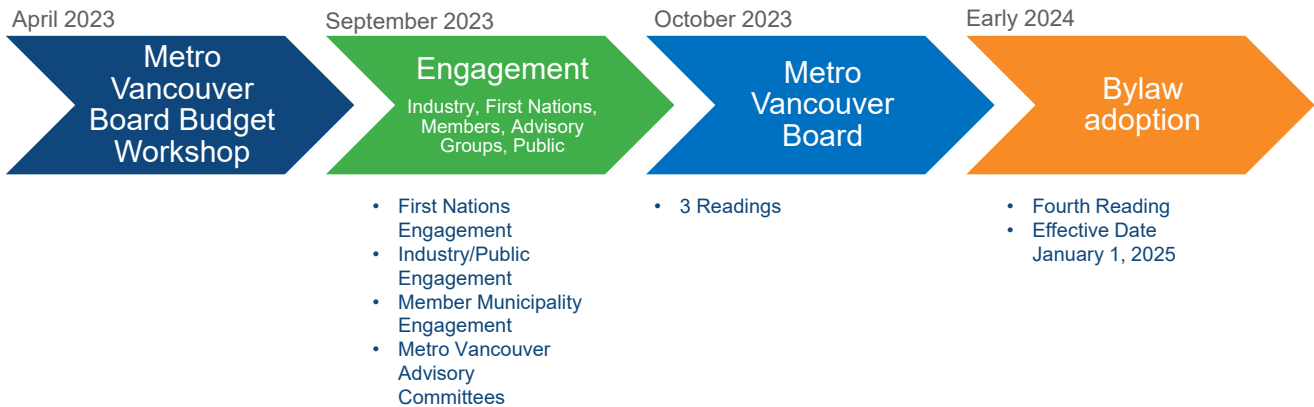 April 2023
Metro
Vancouver
Board Budget
Workshop
September 2023
Engagement
Industry, First Nations,
Members, Advisory
Groups, Public
• First Nations
Engagement
• Industry/Public
Engagement
• Member Municipality
Engagement
• Metro Vancouver
Advisory
Committees
October 2023
Metro
Vancouver
Board
• 3 Readings
Early 2024
Bylaw
adoption
• Fourth Reading
• Effective Date
January 1, 2025